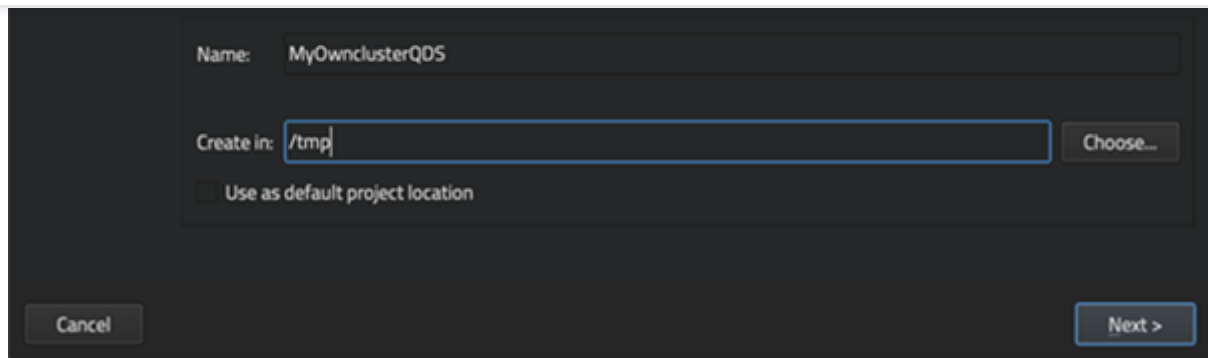 Name: MyOwnclusterQDS
Create in: /tmp Choose...
Use as default project location
Cancel Next >